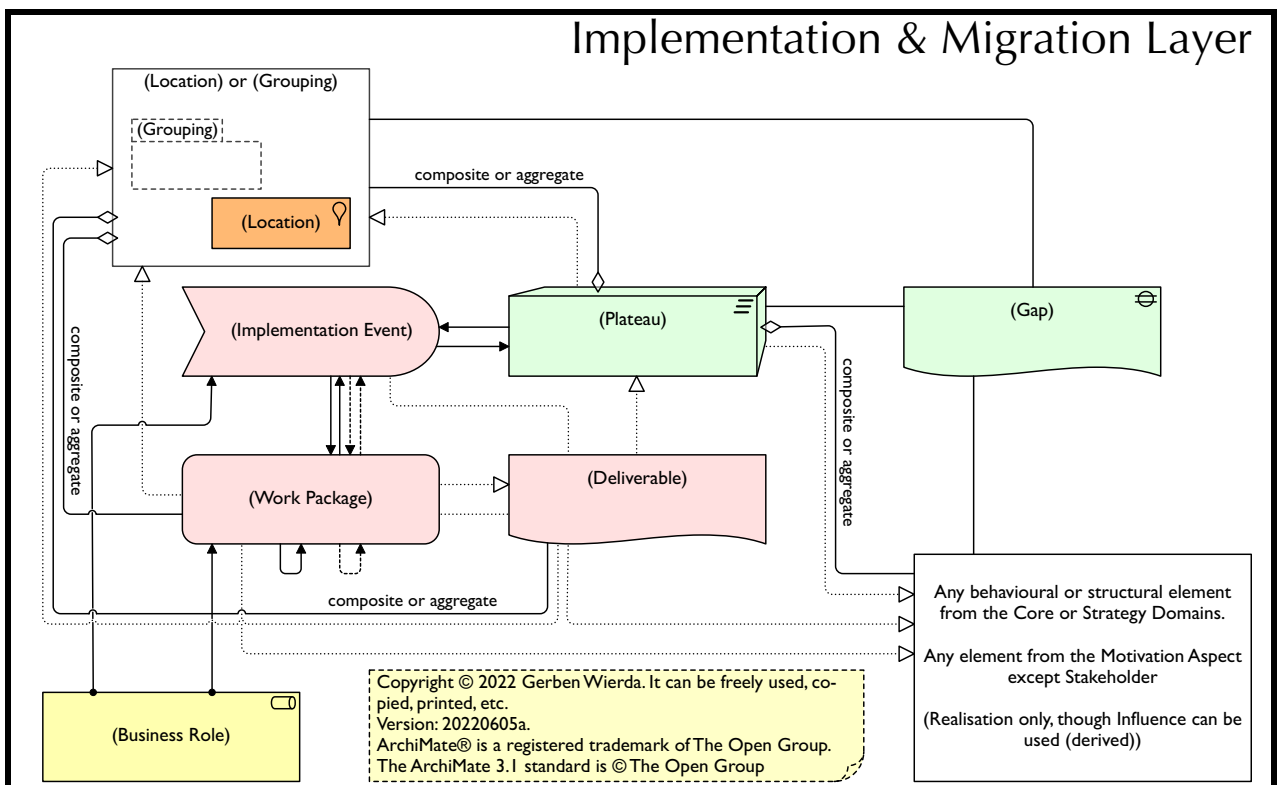 Implementation & Migration Layer
(Location) or (Grouping)
(Grouping)
(Location)
composite or aggregate
(Implementation Event)
(Plateau)
(Gap)
composite or aggregate
composite or aggregate
(Work Package)
(Deliverable)
composite or aggregate
Any behavioural or structural element
from the Core or Strategy Domains.
Any element from the Motivation Aspect
except Stakeholder
(Realisation only, though Influence can be
used (derived))
(Business Role)
Copyright © 2022 Gerben Wierda. It can be freely used, co-
pied, printed, etc.
Version: 20220605a.
ArchiMate® is a registered trademark of The Open Group.
The ArchiMate 3.1 standard is © The Open Group